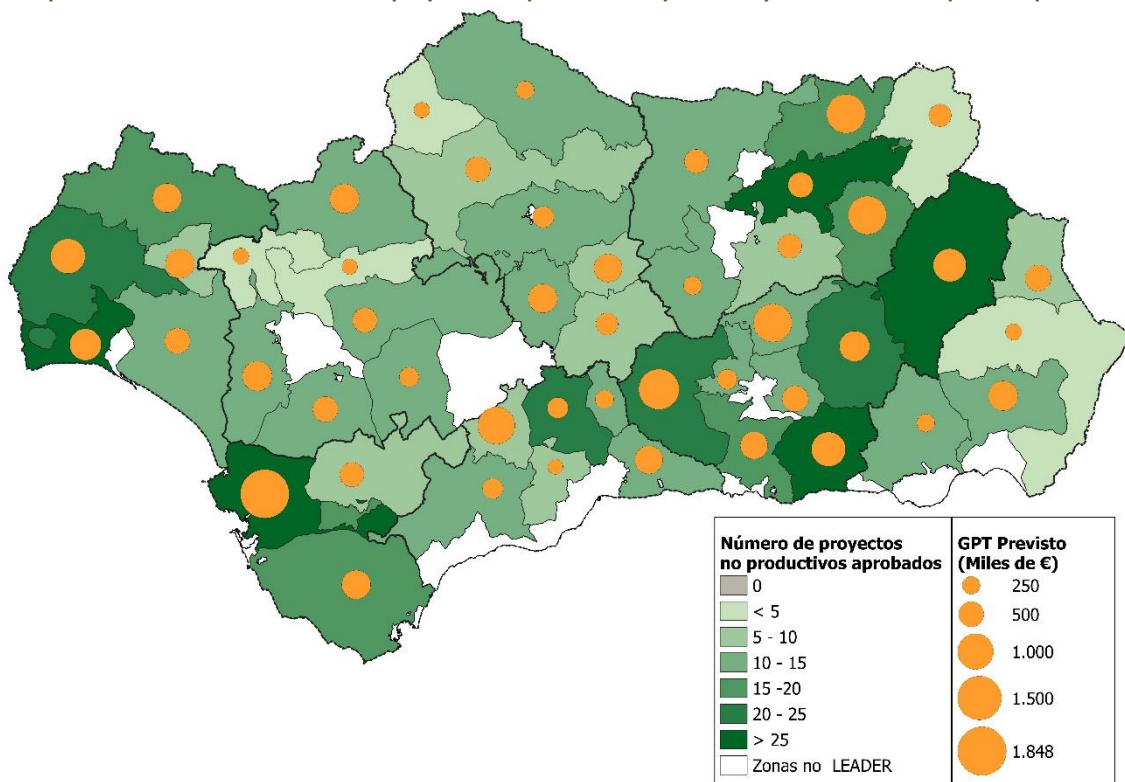 Número de proyectos
no productivos aprobados
0
< 5
5 - 10
10 - 15
15 -20
20 - 25
> 25
Zonas no LEADER
GPT Previsto
(Miles de €)
250
500
1.000
1.500
1.848